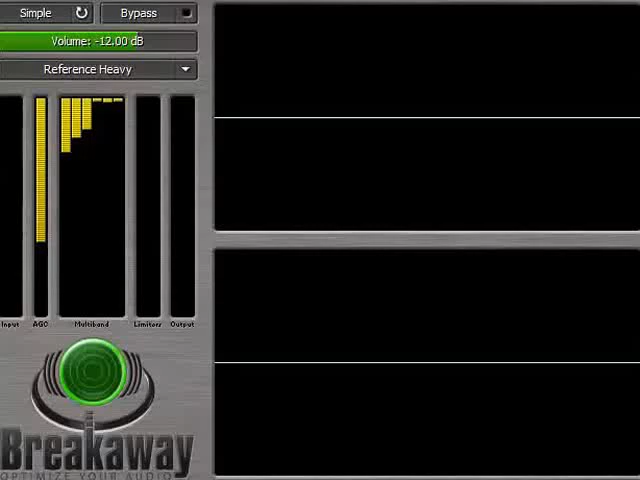 Simple Bypass
Volume: -12.00 dB
Reference Heavy
Input AGC Multiband Limiters Output
Breakaway
OPTIMIZE YOUR AUDIO